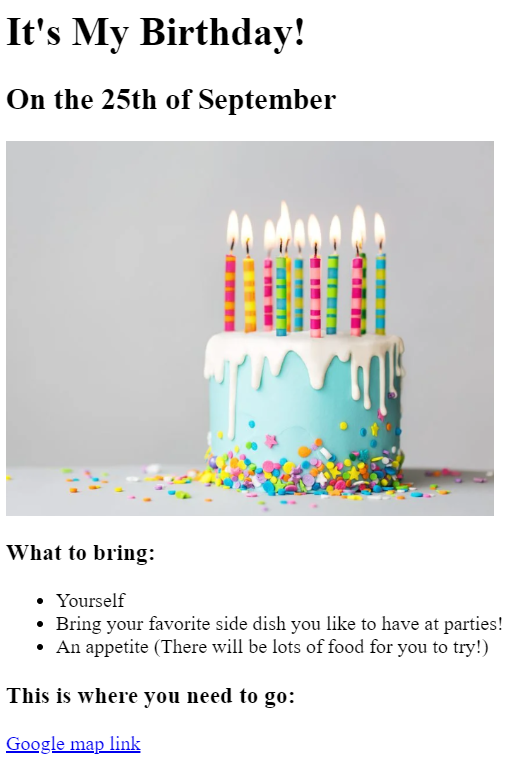 It's My Birthday!
On the 25th of September
What to bring:
Yourself
Bring your favorite side dish you like to have at parties!
An appetite (There will be lots of food for you to try!)
This is where you need to go:
Google map link